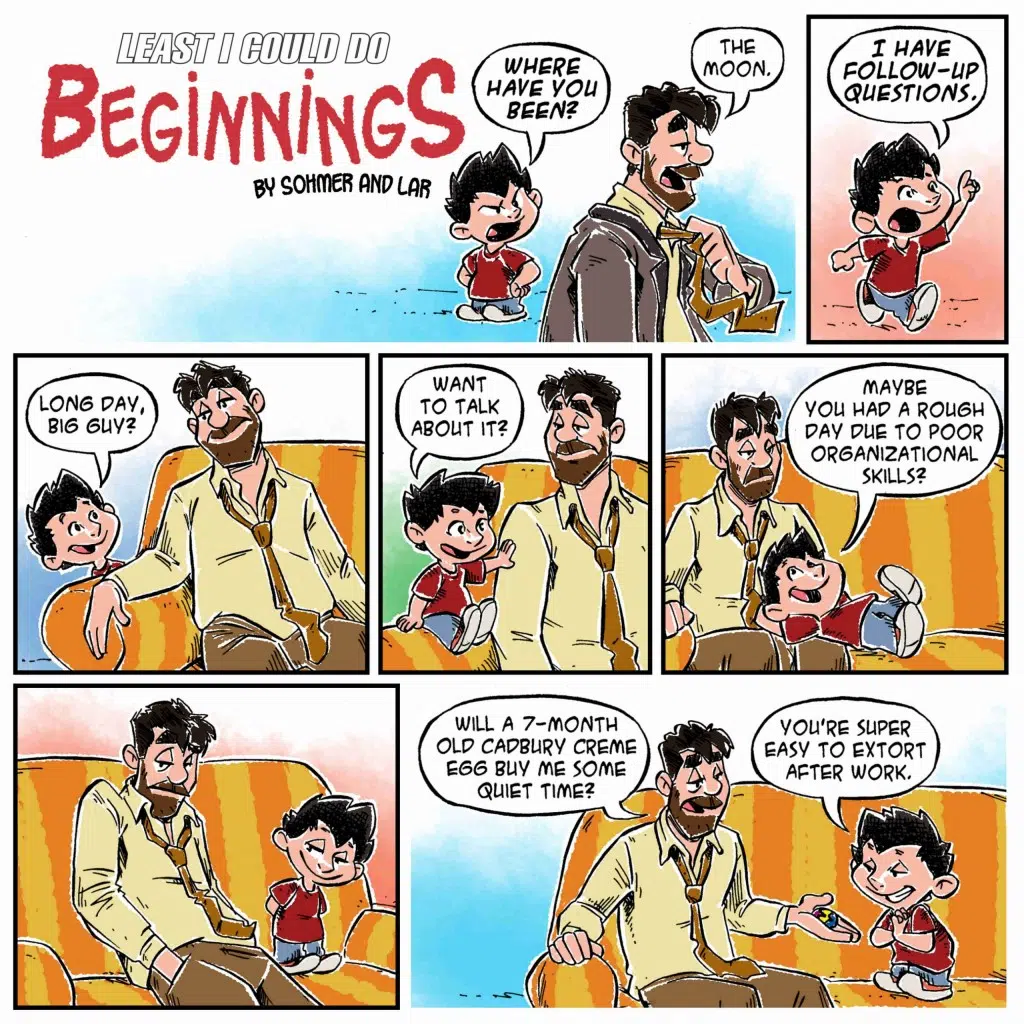 LEAST I COULD DO
BEGINNINGS
BY SOHMER AND LAR
WHERE
HAVE YOU
BEEN?
THE
MOON.
I HAVE
FOLLOW-UP
QUESTIONS.
LONG DAY,
BIG GUY?
WANT
TO TALK
ABOUT IT?
MAYBE
YOU HAD A ROUGH
DAY DUE TO POOR
ORGANIZATIONAL
SKILLS?
WILL A 7-MONTH
OLD CADBURY CREME
EGG BUY ME SOME
QUIET TIME?
YOU'RE SUPER
EASY TO EXTORT
AFTER WORK.